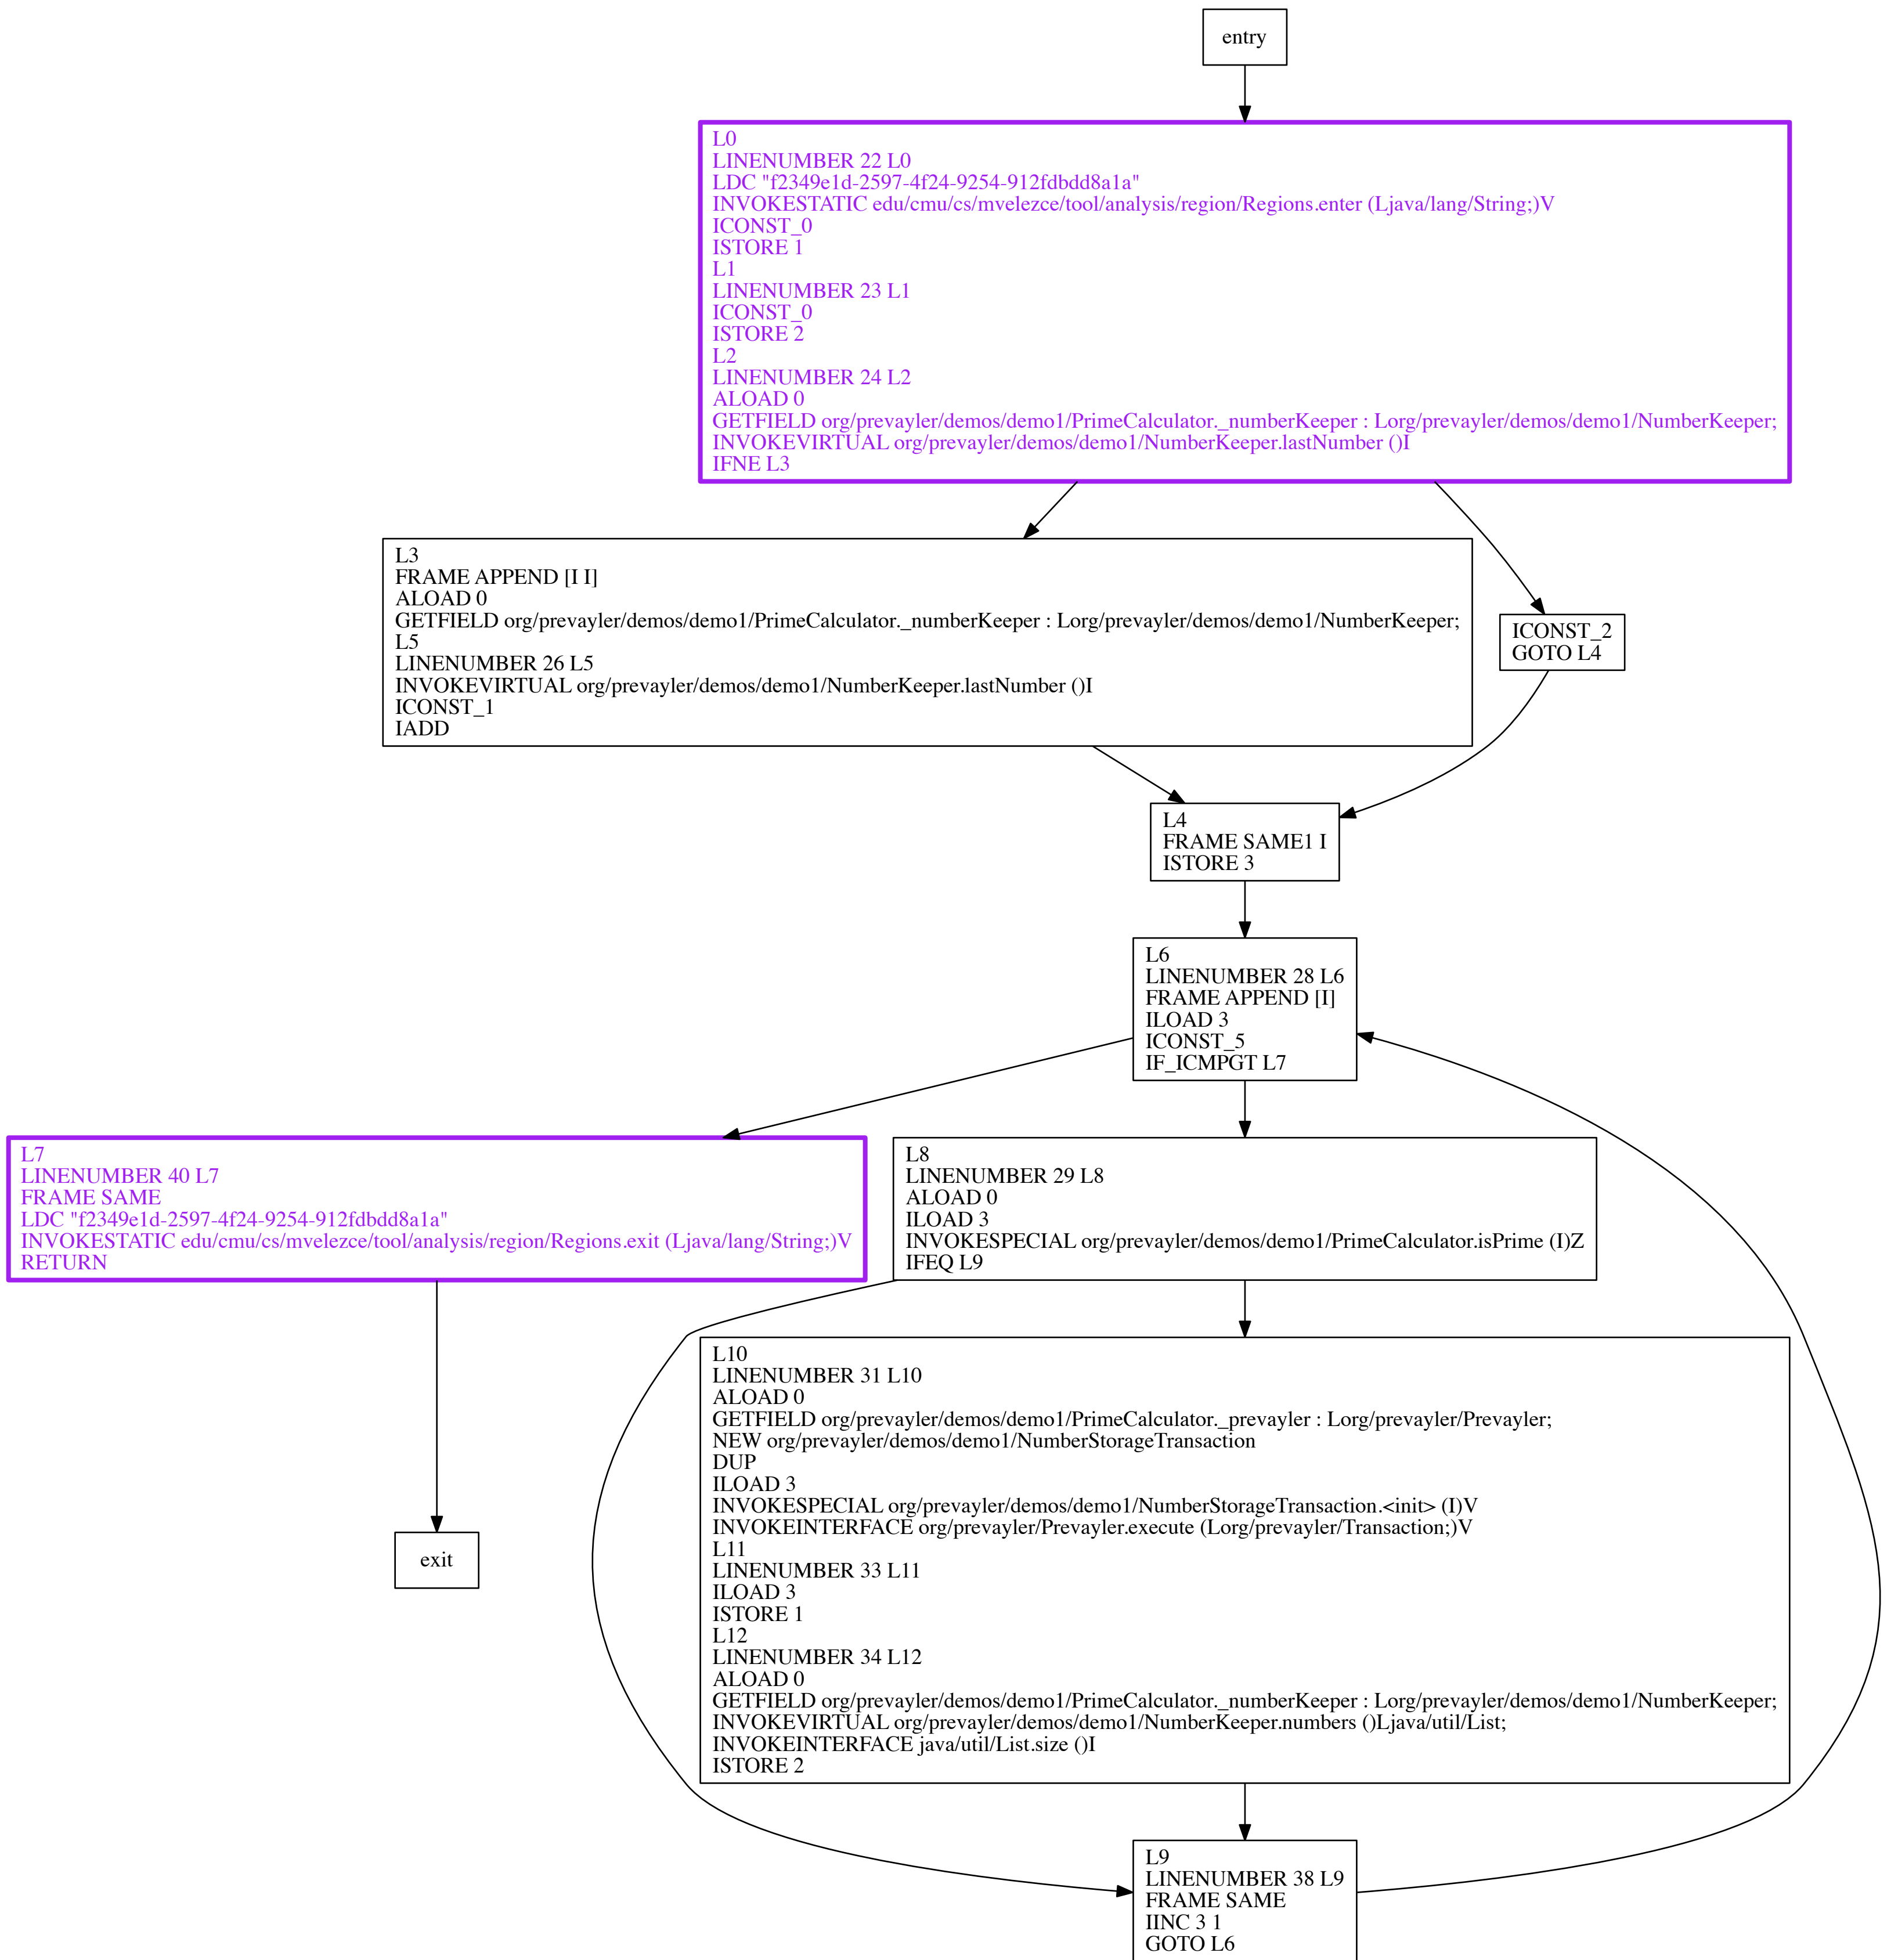 entry
L0
LINENUMBER 22 L0
LDC "f2349e1d-2597-4f24-9254-912fdbdd8a1a"
INVOKESTATIC edu/cmu/cs/mvelezce/tool/analysis/region/Regions.enter (Ljava/lang/String;)V
ICONST_0
ISTORE 1
L1
LINENUMBER 23 L1
ICONST_0
ISTORE 2
L2
LINENUMBER 24 L2
ALOAD 0
GETFIELD org/prevayler/demos/demo1/PrimeCalculator._numberKeeper : Lorg/prevayler/demos/demo1/NumberKeeper;
INVOKEVIRTUAL org/prevayler/demos/demo1/NumberKeeper.lastNumber ()I
IFNE L3
L3
FRAME APPEND [I I]
ALOAD 0
GETFIELD org/prevayler/demos/demo1/PrimeCalculator._numberKeeper : Lorg/prevayler/demos/demo1/NumberKeeper;
L5
LINENUMBER 26 L5
INVOKEVIRTUAL org/prevayler/demos/demo1/NumberKeeper.lastNumber ()I
ICONST_1
IADD
ICONST_2
GOTO L4
L4
FRAME SAME1 I
ISTORE 3
L6
LINENUMBER 28 L6
FRAME APPEND [I]
ILOAD 3
ICONST_5
IF_ICMPGT L7
L7
LINENUMBER 40 L7
FRAME SAME
LDC "f2349e1d-2597-4f24-9254-912fdbdd8a1a"
INVOKESTATIC edu/cmu/cs/mvelezce/tool/analysis/region/Regions.exit (Ljava/lang/String;)V
RETURN
L8
LINENUMBER 29 L8
ALOAD 0
ILOAD 3
INVOKESPECIAL org/prevayler/demos/demo1/PrimeCalculator.isPrime (I)Z
IFEQ L9
L10
LINENUMBER 31 L10
ALOAD 0
GETFIELD org/prevayler/demos/demo1/PrimeCalculator._prevayler : Lorg/prevayler/Prevayler;
NEW org/prevayler/demos/demo1/NumberStorageTransaction
DUP
ILOAD 3
INVOKESPECIAL org/prevayler/demos/demo1/NumberStorageTransaction.<init> (I)V
INVOKEINTERFACE org/prevayler/Prevayler.execute (Lorg/prevayler/Transaction;)V
L11
LINENUMBER 33 L11
ILOAD 3
ISTORE 1
L12
LINENUMBER 34 L12
ALOAD 0
GETFIELD org/prevayler/demos/demo1/PrimeCalculator._numberKeeper : Lorg/prevayler/demos/demo1/NumberKeeper;
INVOKEVIRTUAL org/prevayler/demos/demo1/NumberKeeper.numbers ()Ljava/util/List;
INVOKEINTERFACE java/util/List.size ()I
ISTORE 2
exit
L9
LINENUMBER 38 L9
FRAME SAME
IINC 3 1
GOTO L6